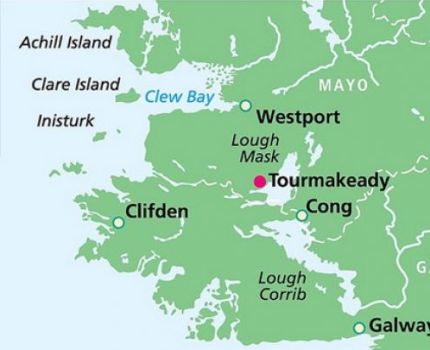 Achill Island
Clare Island
Clew Bay
MAYO
Inisturk
Westport
Lough
Mask
Tourmakeady
Clifden
Cong
Lough
Corrib
G
Galway